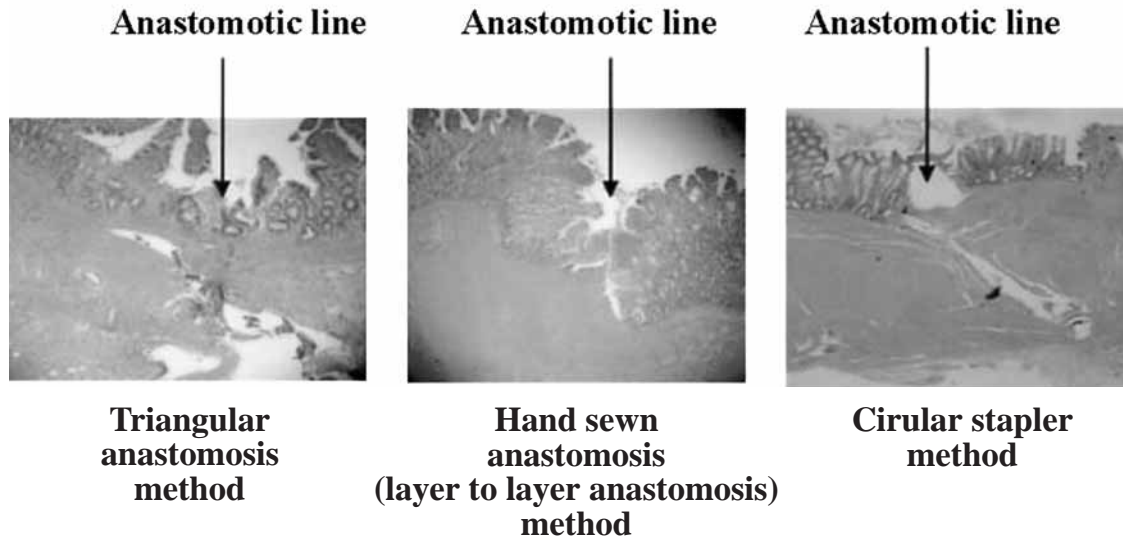 Anastomotic line
Anastomotic line
Anastomotic line
Triangular
anastomosis
method
Hand sewn
anastomosis
(layer to layer anastomosis)
method
Cirular stapler
method